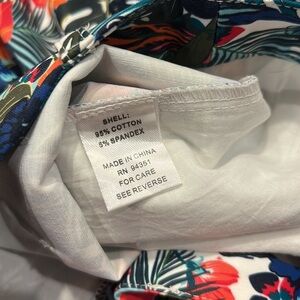 SHELL:
95% COTTON
5% SPANDEX
MADE IN CHINA
RN 94351
FOR CARE
SEE REVERSE